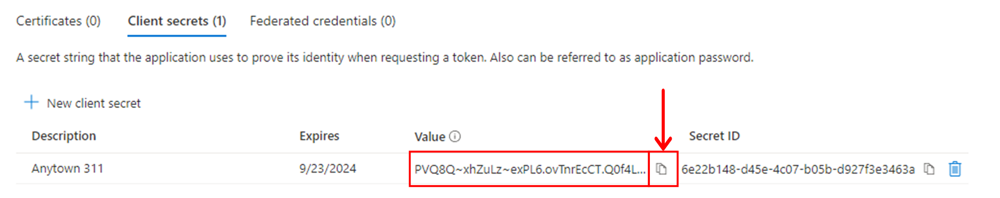 Certificates (0) Client secrets (1) Federated credentials (0)
A secret string that the application uses to prove its identity when requesting a token. Also can be referred to as application password.
New client secret
Description Expires Value Secret ID
Anytown 311 9/23/2024 PVQ8Q~xhZuLz~exPL6.ovTnrEcCT.Q0f4L... 6e22b148-d45e-4c07-b05b-d927f3e3463a